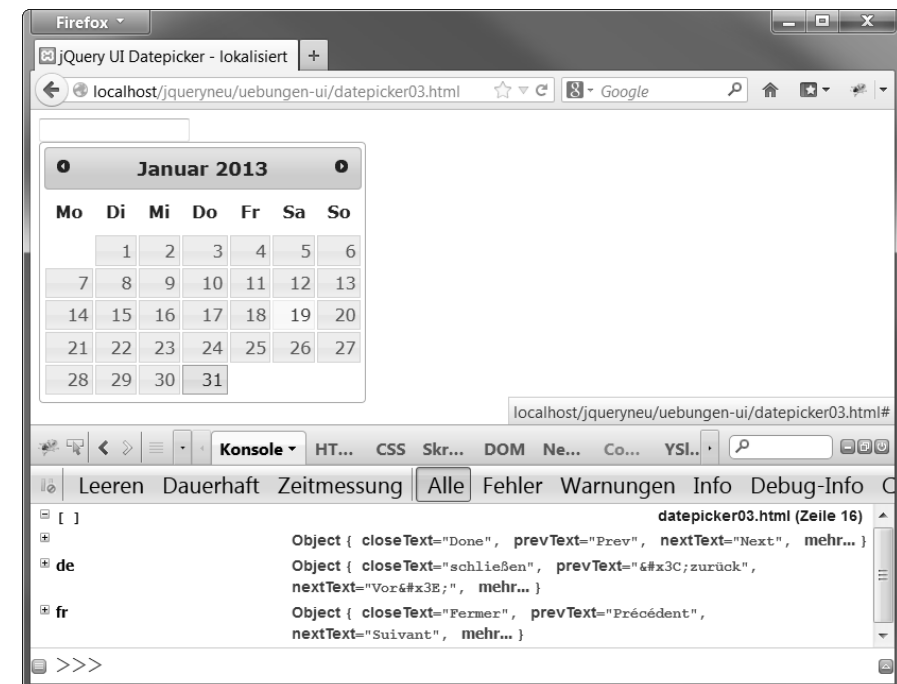 Firefox
jQuery UI Datepicker - lokalisiert +
localhost/jqueryneu/uebungen-ui/datepicker03.html 8 Google
Januar 2013
Mo Di Mi Do Fr Sa So
1 2 3 4 5 6
7 8 9 10 11 12 13
14 15 16 17 18 19 20
21 22 23 24 25 26 27
28 29 30 31
localhost/jqueryneu/uebungen-ui/datepicker03.html#
Konsole HT... CSS Skr... DOM Ne... Co... YSl..
Leeren Dauerhaft Zeitmessung Alle Fehler Warnungen Info Debug-Info C
[ ] datepicker03.html (Zeile 16)
Object { closeText="Done", prevText="Prev", nextText="Next", mehr... }
de Object { closeText="schließen", prevText="&#x3C;zurück",
nextText="Vor&#x3E;", mehr... }
fr Object { closeText="Fermer", prevText="Précédent",
nextText="Suivant", mehr... }
>>>